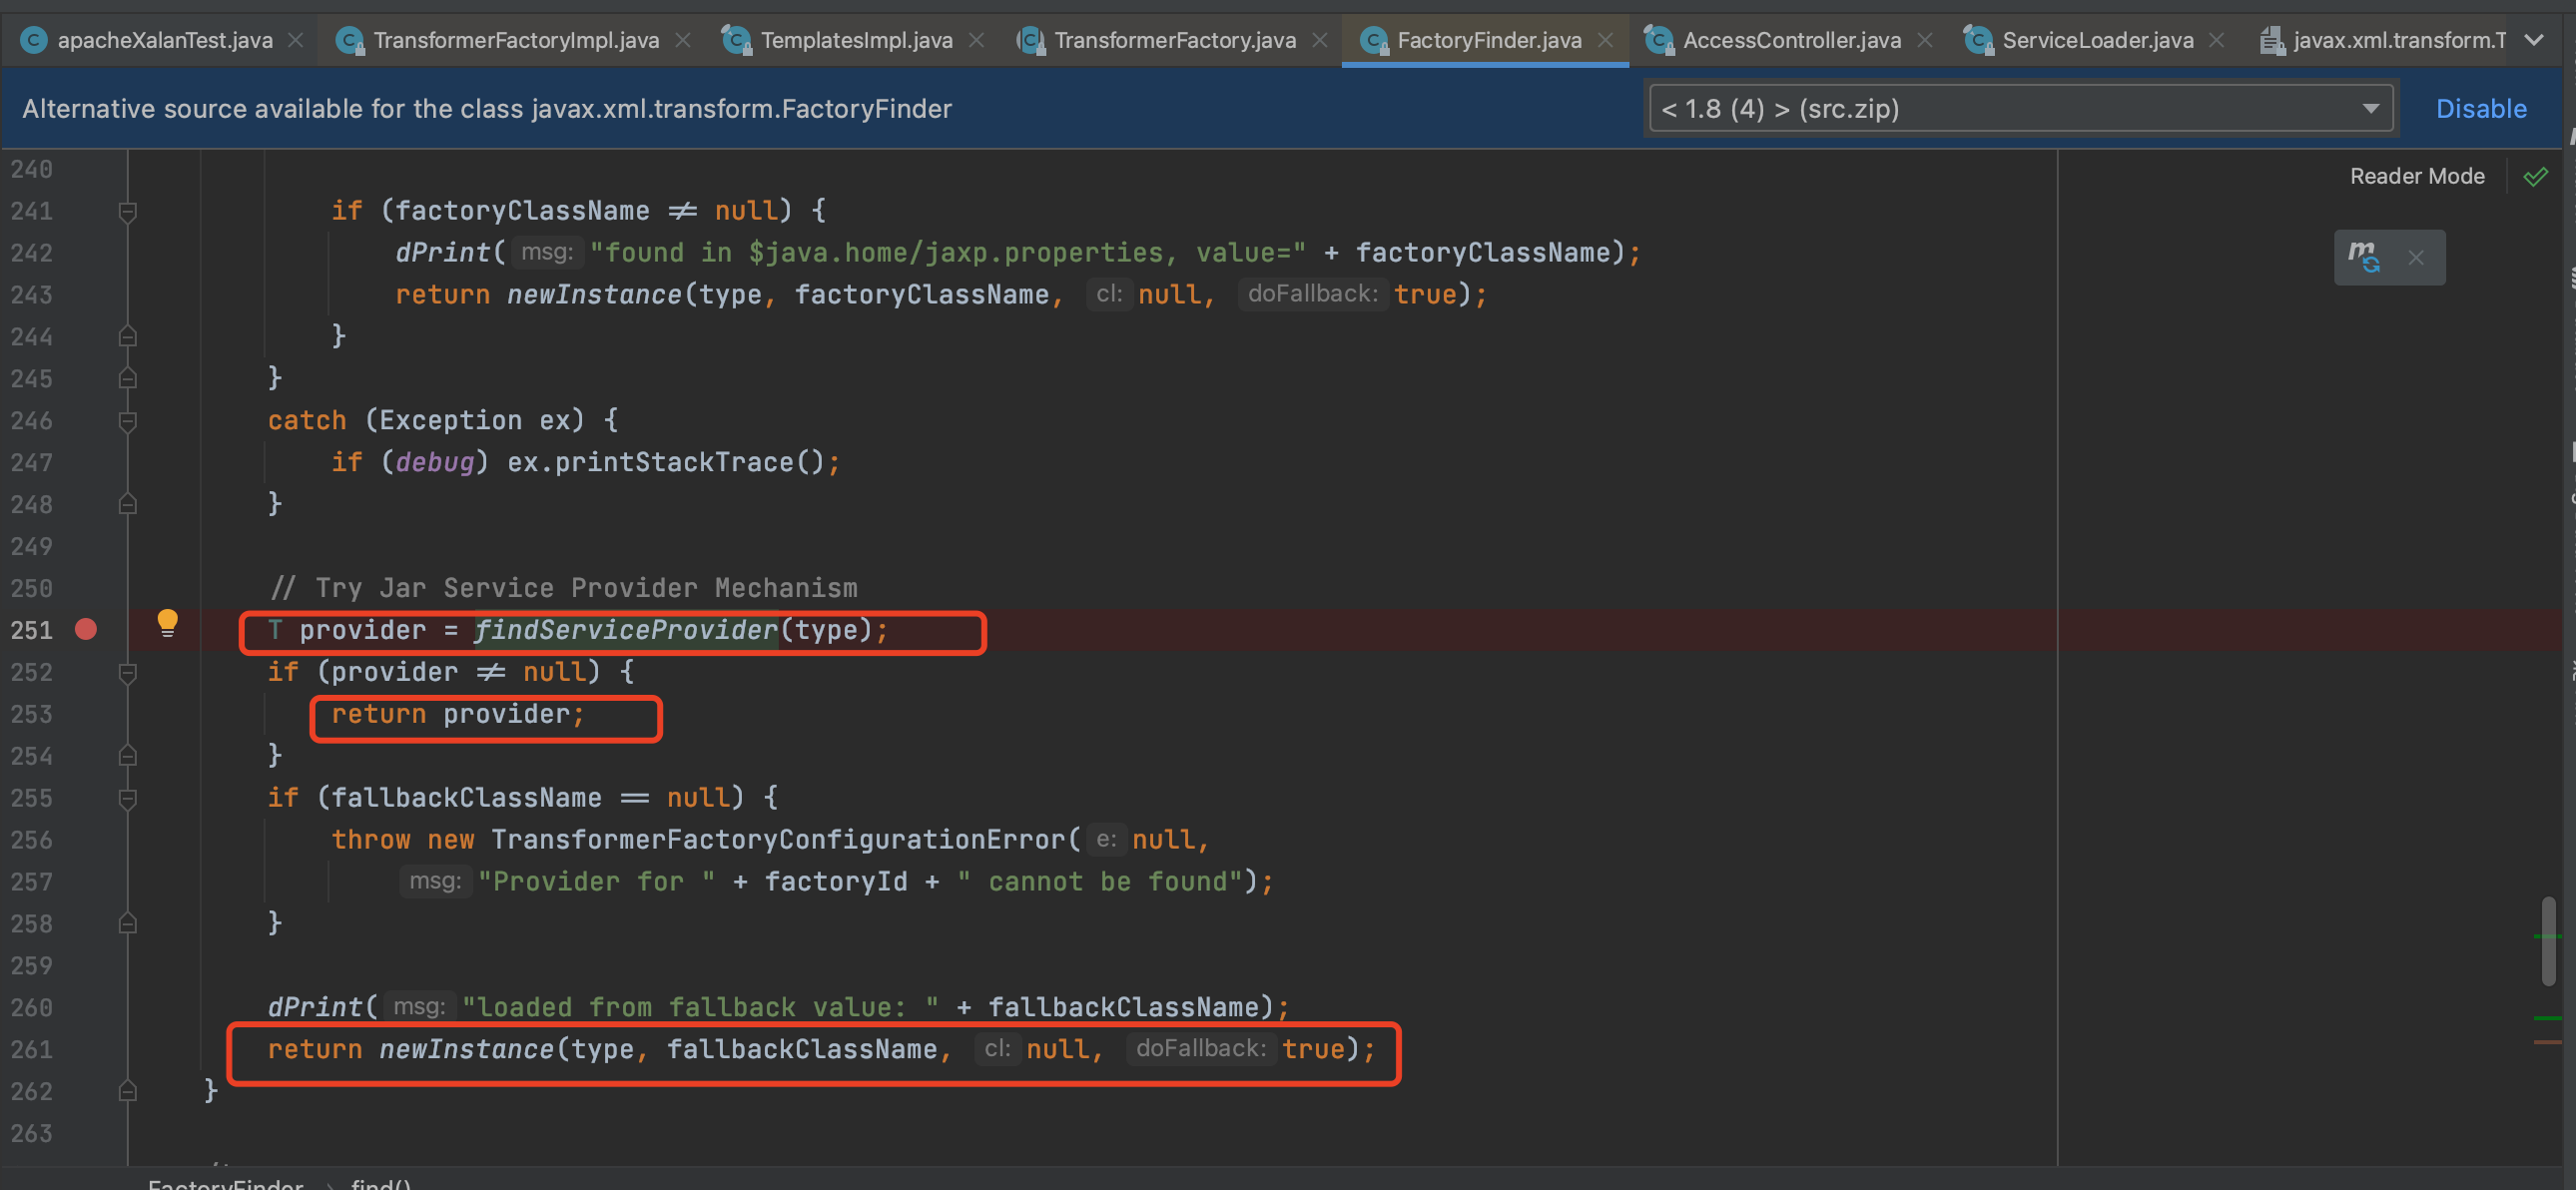 apacheXalanTest.java TransformerFactoryImpl.java TemplatesImpl.java TransformerFactory.java FactoryFinder.java AccessController.java ServiceLoader.java javax.xml.transform.T
Alternative source available for the class javax.xml.transform.FactoryFinder < 1.8 (4) > (src.zip) Disable
Reader Mode
240
241 if (factoryClassName != null) {
242 dPrint( msg: "found in $java.home/jaxp.properties, value=" + factoryClassName);
243 return newInstance(type, factoryClassName, cl: null, doFallback: true);
244 }
245 }
246 catch (Exception ex) {
247 if (debug) ex.printStackTrace();
248 }
249
250 // Try Jar Service Provider Mechanism
251 T provider = findServiceProvider(type);
252 if (provider != null) {
253 return provider;
254 }
255 if (fallbackClassName == null) {
256 throw new TransformerFactoryConfigurationError( e: null,
257 msg: "Provider for " + factoryId + " cannot be found");
258 }
259
260 dPrint( msg: "loaded from fallback value: " + fallbackClassName);
261 return newInstance(type, fallbackClassName, cl: null, doFallback: true);
262 }
263
FactoryFinder > find()